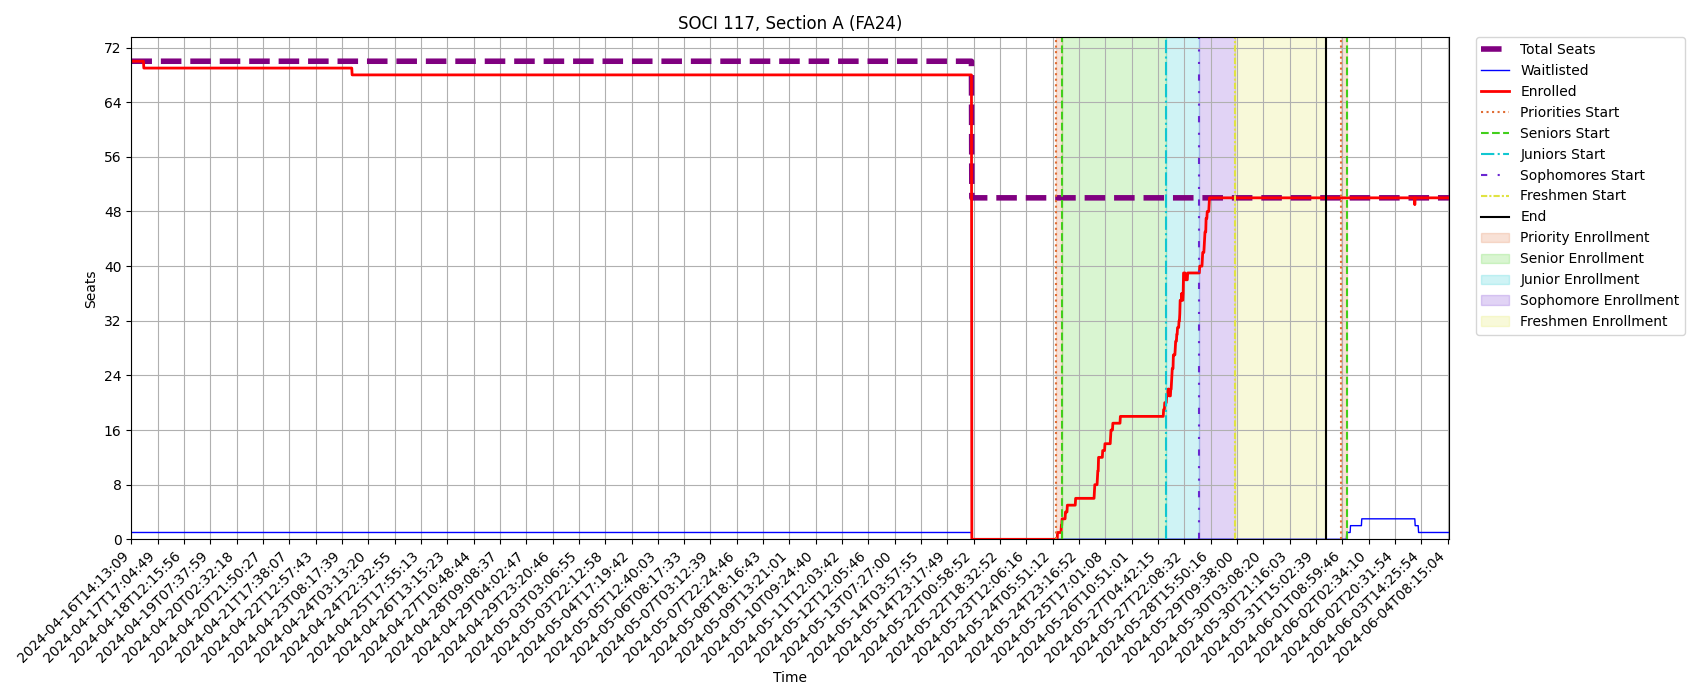 SOCI 117, Section A (FA24)
72
64
56
48
40
32
24
16
8
0
Seats
2024-04-16T14:13:09
2024-04-17T17:04:49
2024-04-18T12:15:56
2024-04-19T07:37:59
2024-04-20T02:32:18
2024-04-20T21:50:27
2024-04-21T17:38:07
2024-04-22T12:57:43
2024-04-23T08:17:39
2024-04-24T03:13:20
2024-04-24T22:32:55
2024-04-25T17:55:13
2024-04-26T13:15:23
2024-04-27T10:48:44
2024-04-29T09:08:37
2024-04-29T04:02:47
2024-04-29T23:20:46
2024-05-03T03:06:55
2024-05-03T22:12:58
2024-05-04T17:19:42
2024-05-05T12:40:03
2024-05-06T08:17:33
2024-05-07T03:12:39
2024-05-07T22:24:46
2024-05-08T18:16:43
2024-05-09T13:21:01
2024-05-10T09:24:40
2024-05-11T12:03:42
2024-05-12T12:05:46
2024-05-13T07:27:00
2024-05-14T03:57:55
2024-05-14T23:17:49
2024-05-22T00:58:52
2024-05-22T18:32:52
2024-05-23T12:06:16
2024-05-24T05:51:12
2024-05-24T23:16:52
2024-05-25T17:01:08
2024-05-26T10:51:01
2024-05-27T04:42:15
2024-05-27T22:08:32
2024-05-28T15:50:16
2024-05-29T09:38:00
2024-05-30T03:08:20
2024-05-30T21:16:03
2024-05-31T15:02:39
2024-06-01T08:59:46
2024-06-02T02:34:10
2024-06-02T20:31:54
2024-06-03T14:25:54
2024-06-04T08:15:04
Time
Total Seats
Waitlisted
Enrolled
Priorities Start
Seniors Start
Juniors Start
Sophomores Start
Freshmen Start
End
Priority Enrollment
Senior Enrollment
Junior Enrollment
Sophomore Enrollment
Freshmen Enrollment